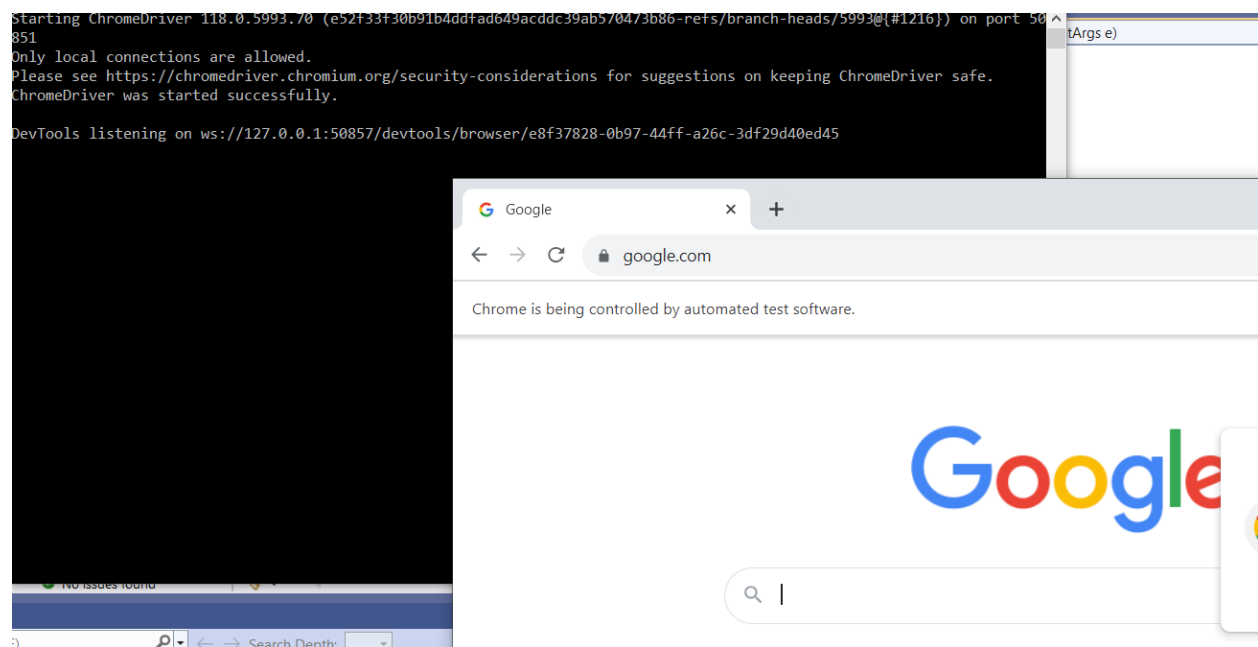 Starting ChromeDriver 118.0.5993.70 (e52f33f30b91b4ddfad649acddc39ab570473b86-refs/branch-heads/5993@{#1216}) on port 50
851
Only local connections are allowed.
Please see https://chromedriver.chromium.org/security-considerations for suggestions on keeping ChromeDriver safe.
ChromeDriver was started successfully.
DevTools listening on ws://127.0.0.1:50857/devtools/browser/e8f37828-0b97-44ff-a26c-3df29d40ed45
tArgs e)
Google
google.com
Chrome is being controlled by automated test software.
Google
No issues found
Search Depth: